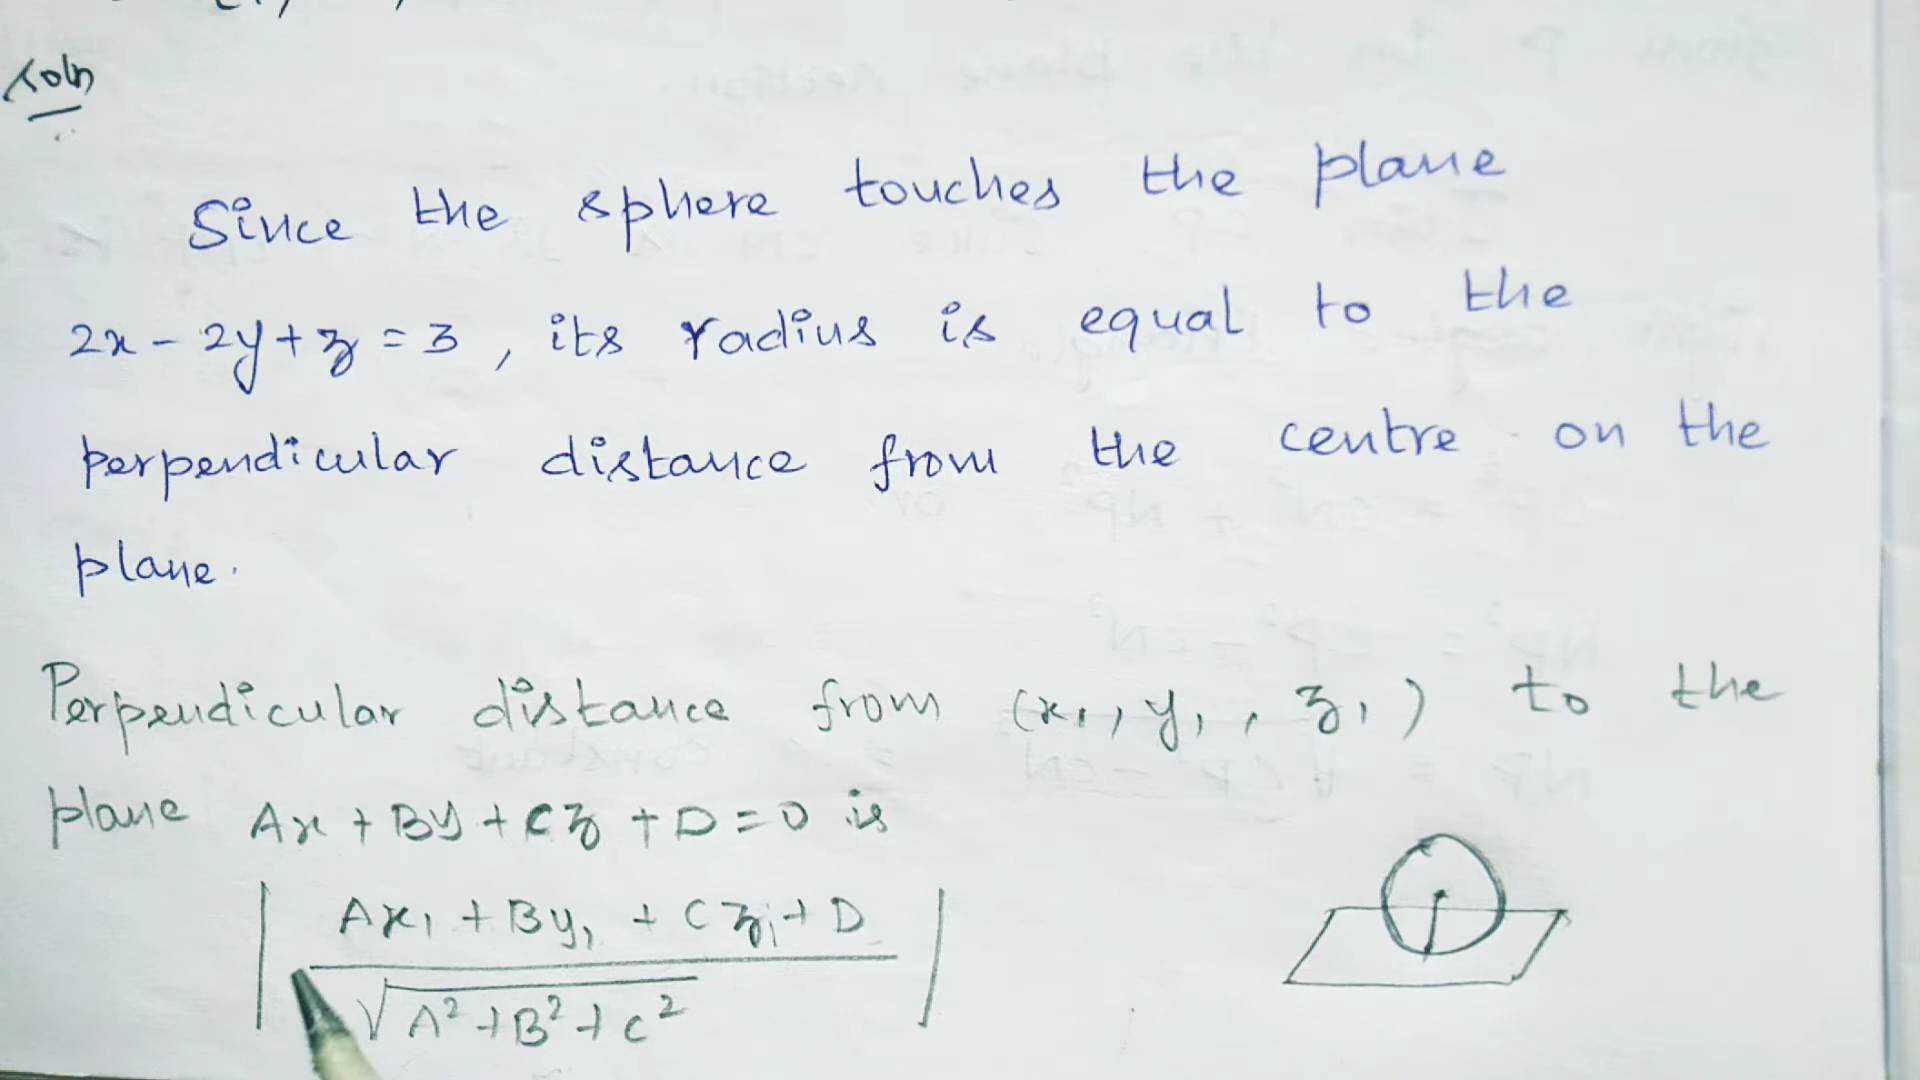 Soln
Since the sphere touches the plane
2x - 2y + z = 3, its radius is equal to the
perpendicular distance from the centre on the
plane.
Perpendicular distance from (x₁, y₁, z₁) to the
plane Ax + By + Cz + D = 0 is
| Ax₁ + By₁ + Cz₁ + D |
√A² + B² + C²